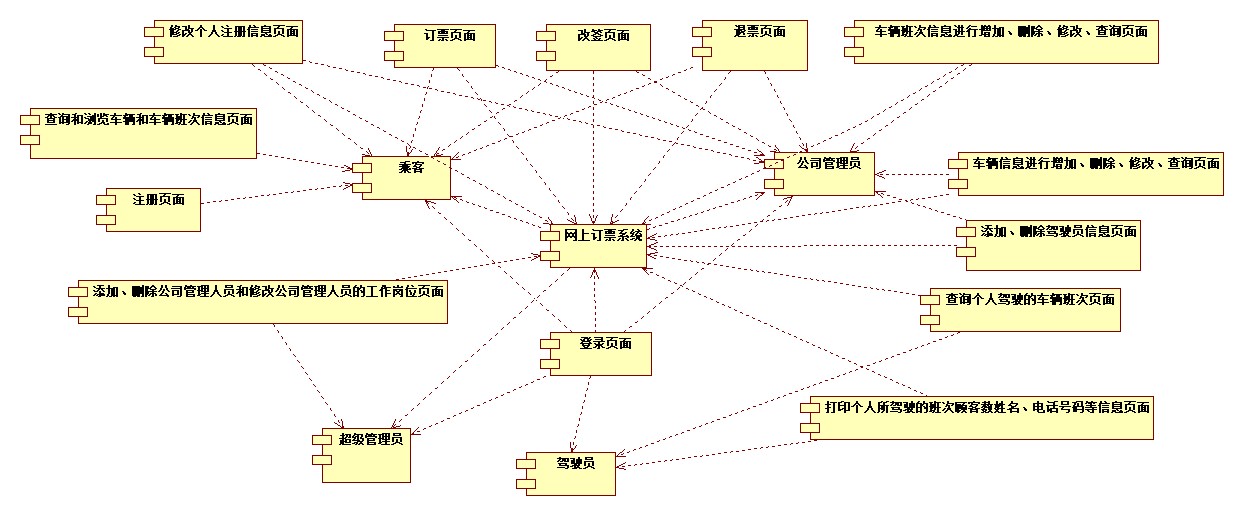 修改个人注册信息页面
订票页面
改签页面
退票页面
车辆班次信息进行增加、删除、修改、查询页面
查询和浏览车辆和车辆班次信息页面
乘客
公司管理员
车辆信息进行增加、删除、修改、查询页面
注册页面
网上订票系统
添加、删除驾驶员信息页面
添加、删除公司管理人员和修改公司管理人员的工作岗位页面
查询个人驾驶的车辆班次页面
登录页面
打印个人所驾驶的班次顾客数姓名、电话号码等信息页面
超级管理员
驾驶员